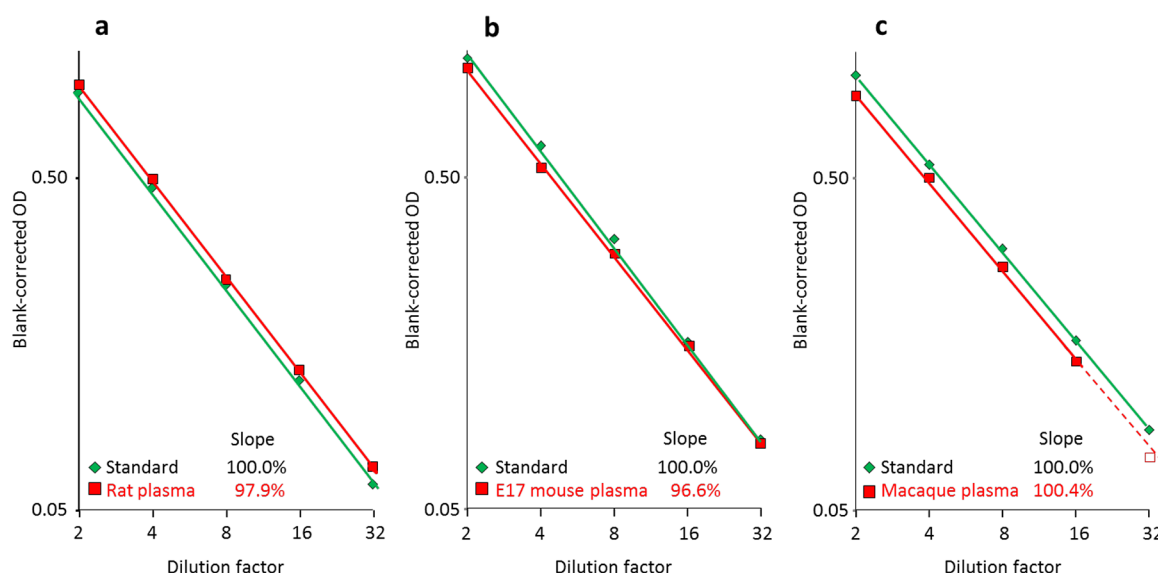 a
Blank-corrected OD
0.50
0.05
Slope
Standard 100.0%
Rat plasma 97.9%
2 4 8 16 32
Dilution factor
b
Blank-corrected OD
0.50
0.05
Slope
Standard 100.0%
E17 mouse plasma 96.6%
2 4 8 16 32
Dilution factor
c
Blank-corrected OD
0.50
0.05
Slope
Standard 100.0%
Macaque plasma 100.4%
2 4 8 16 32
Dilution factor